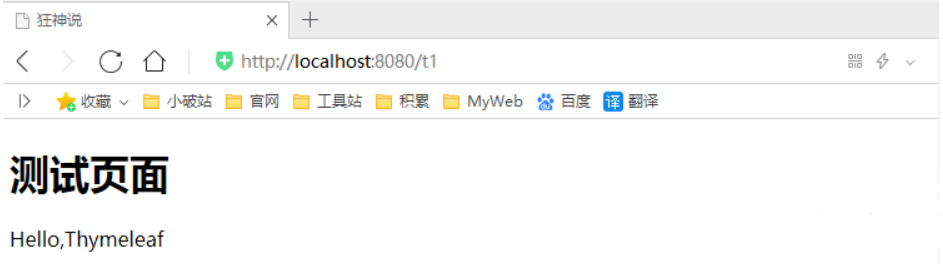 狂神说
http://localhost:8080/t1
收藏 小破站 官网 工具站 积累 MyWeb 百度 译 翻译
测试页面
Hello,Thymeleaf